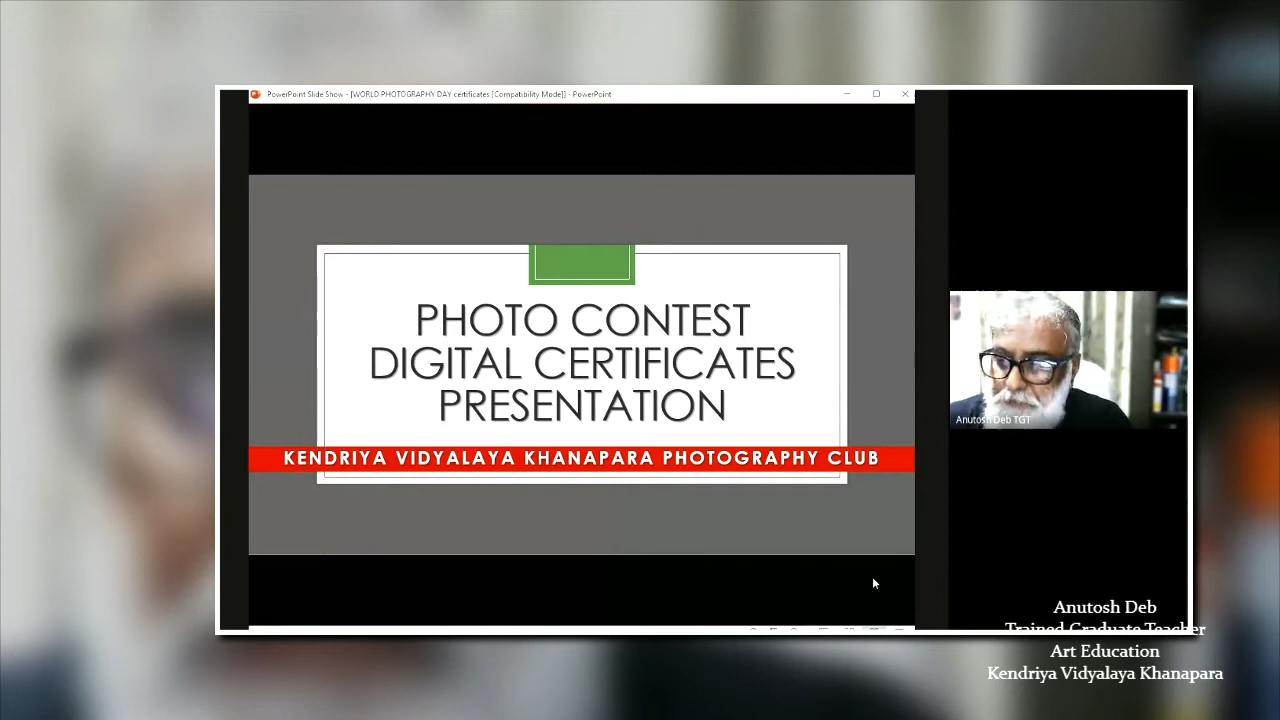 PowerPoint Slide Show - [WORLD PHOTOGRAPHY DAY certificates [Compatibility Mode]] - PowerPoint
PHOTO CONTEST
DIGITAL CERTIFICATES
PRESENTATION
KENDRIYA VIDYALAYA KHANAPARA PHOTOGRAPHY CLUB
Anutosh Deb TGT
Anutosh Deb
Trained Graduate Teacher
Art Education
Kendriya Vidyalaya Khanapara